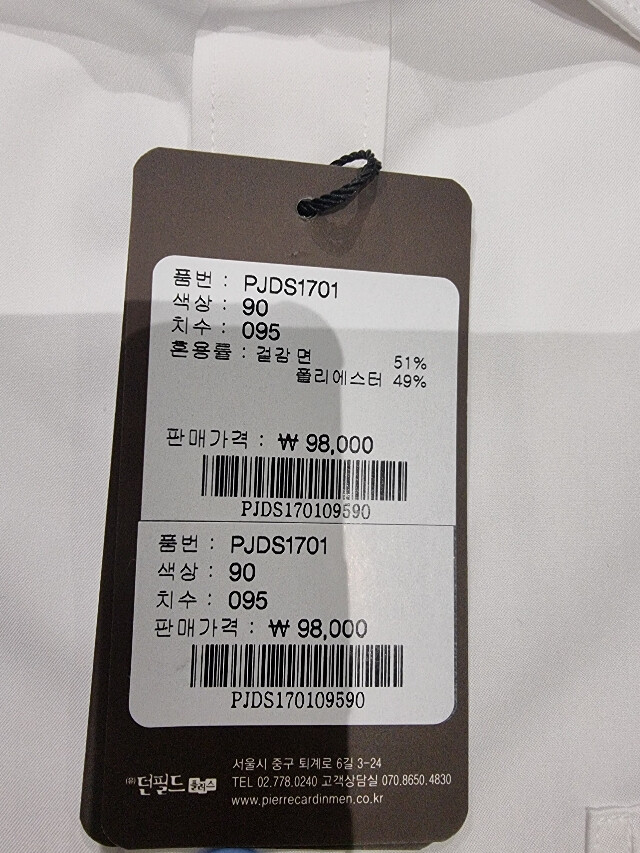 품번 : PJDS1701
색상 : 90
치수 : 095
혼용률 : 겉감 면 51%
폴리에스터 49%
판매가격 : ₩ 98,000
PJDS170109590
품번 : PJDS1701
색상 : 90
치수 : 095
판매가격 : ₩ 98,000
PJDS170109590
서울시 중구 퇴계로 6길 3-24
(유)던필드 플러스
TEL 02.778.0240 고객상담실 070.8650.4830
www.pierrecardinmen.co.kr